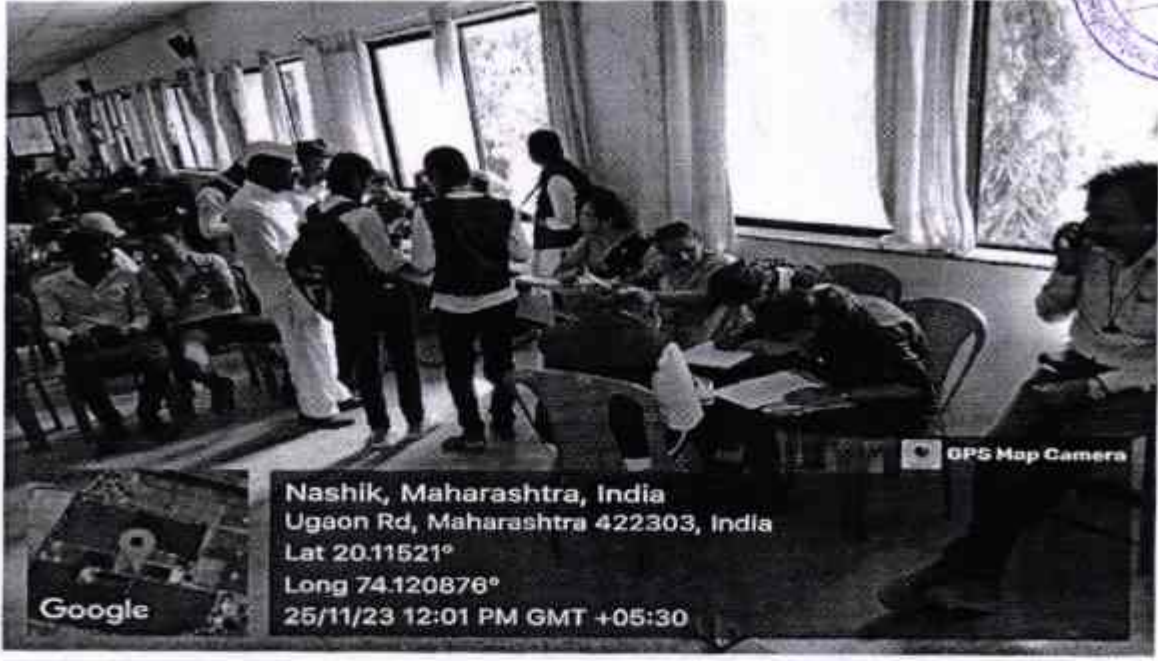 GPS Map Camera
Nashik, Maharashtra, India
Ugaon Rd, Maharashtra 422303, India
Lat 20.11521°
Long 74.120876°
25/11/23 12:01 PM GMT +05:30
Google